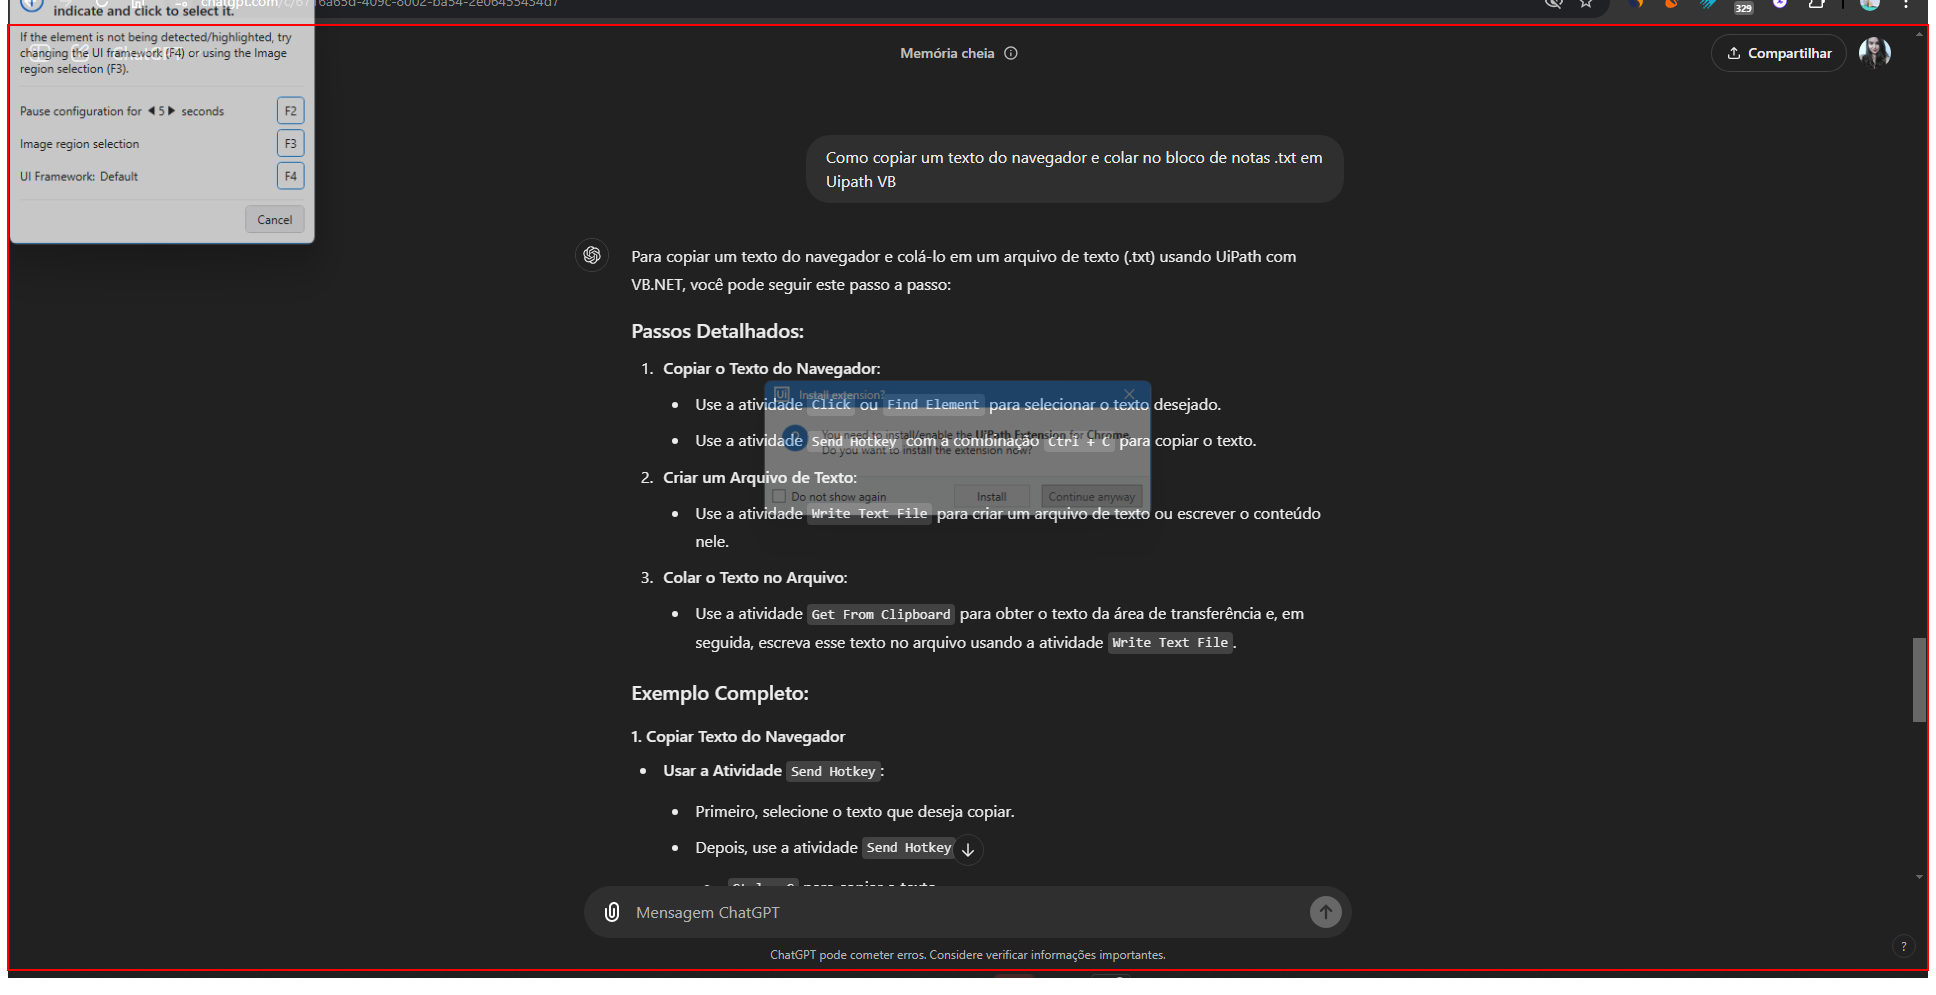 chatgpt.com/c/6716a65d-409c-8002-ba54-2e06455434d7
329
indicate and click to select it.
If the element is not being detected/highlighted, try
changing the UI framework (F4) or using the Image
region selection (F3).
Pause configuration for 5 seconds F2
Image region selection F3
UI Framework: Default F4
Cancel
Memória cheia
Compartilhar
Como copiar um texto do navegador e colar no bloco de notas .txt em
Uipath VB
Para copiar um texto do navegador e colá-lo em um arquivo de texto (.txt) usando UiPath com
VB.NET, você pode seguir este passo a passo:
Passos Detalhados:
1. Copiar o Texto do Navegador:
Install extension?
• Use a atividade Click ou Find Element para selecionar o texto desejado.
You need to install/enable the UiPath Extension for Chrome.
• Use a atividade Send Hotkey com a combinação Ctrl + C para copiar o texto.
Do you want to install the extension now?
2. Criar um Arquivo de Texto:
Do not show again Install Continue anyway
• Use a atividade Write Text File para criar um arquivo de texto ou escrever o conteúdo
nele.
3. Colar o Texto no Arquivo:
• Use a atividade Get From Clipboard para obter o texto da área de transferência e, em
seguida, escreva esse texto no arquivo usando a atividade Write Text File.
Exemplo Completo:
1. Copiar Texto do Navegador
• Usar a Atividade Send Hotkey:
• Primeiro, selecione o texto que deseja copiar.
• Depois, use a atividade Send Hotkey
Ctrl + C para copiar o texto
Mensagem ChatGPT
ChatGPT pode cometer erros. Considere verificar informações importantes.
?